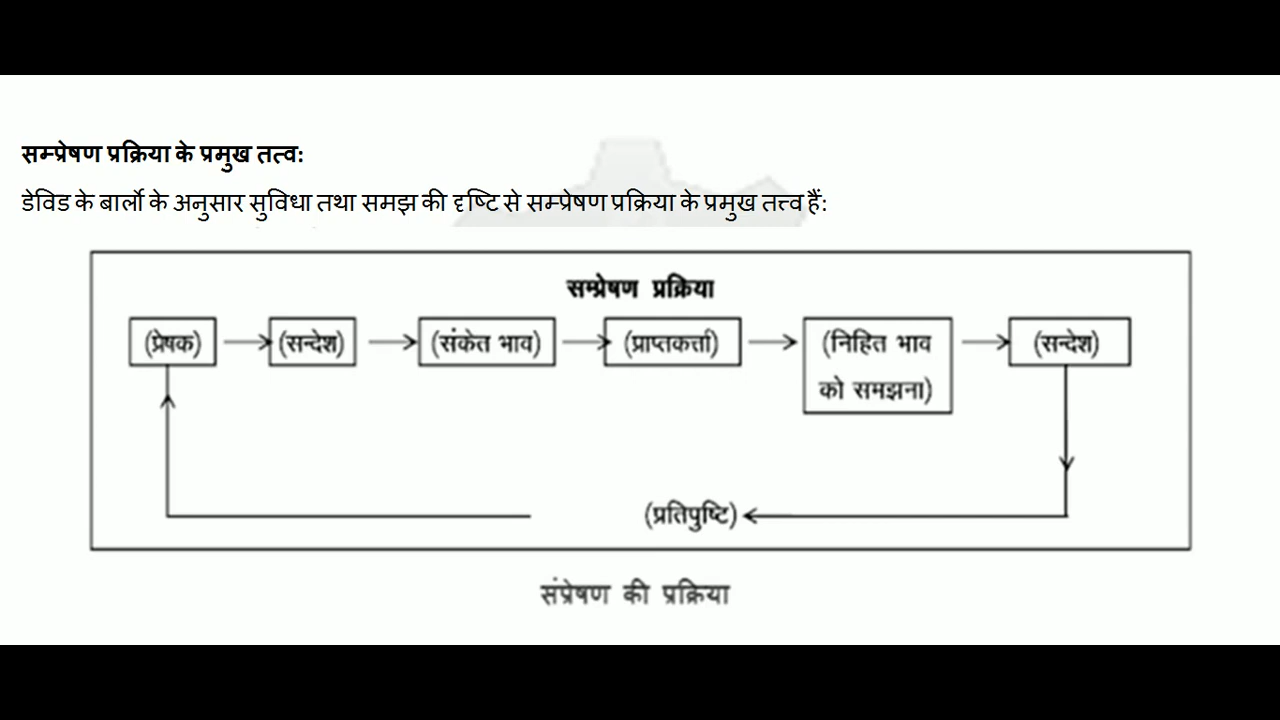 सम्प्रेषण प्रक्रिया के प्रमुख तत्व:
डेविड के बार्लो के अनुसार सुविधा तथा समझ की दृष्टि से सम्प्रेषण प्रक्रिया के प्रमुख तत्त्व हैं:
सम्प्रेषण प्रक्रिया
(प्रेषक) (सन्देश) (संकेत भाव) (प्राप्तकर्त्ता) (निहित भाव (सन्देश)
को समझना)
(प्रतिपुष्टि)
संप्रेषण की प्रक्रिया